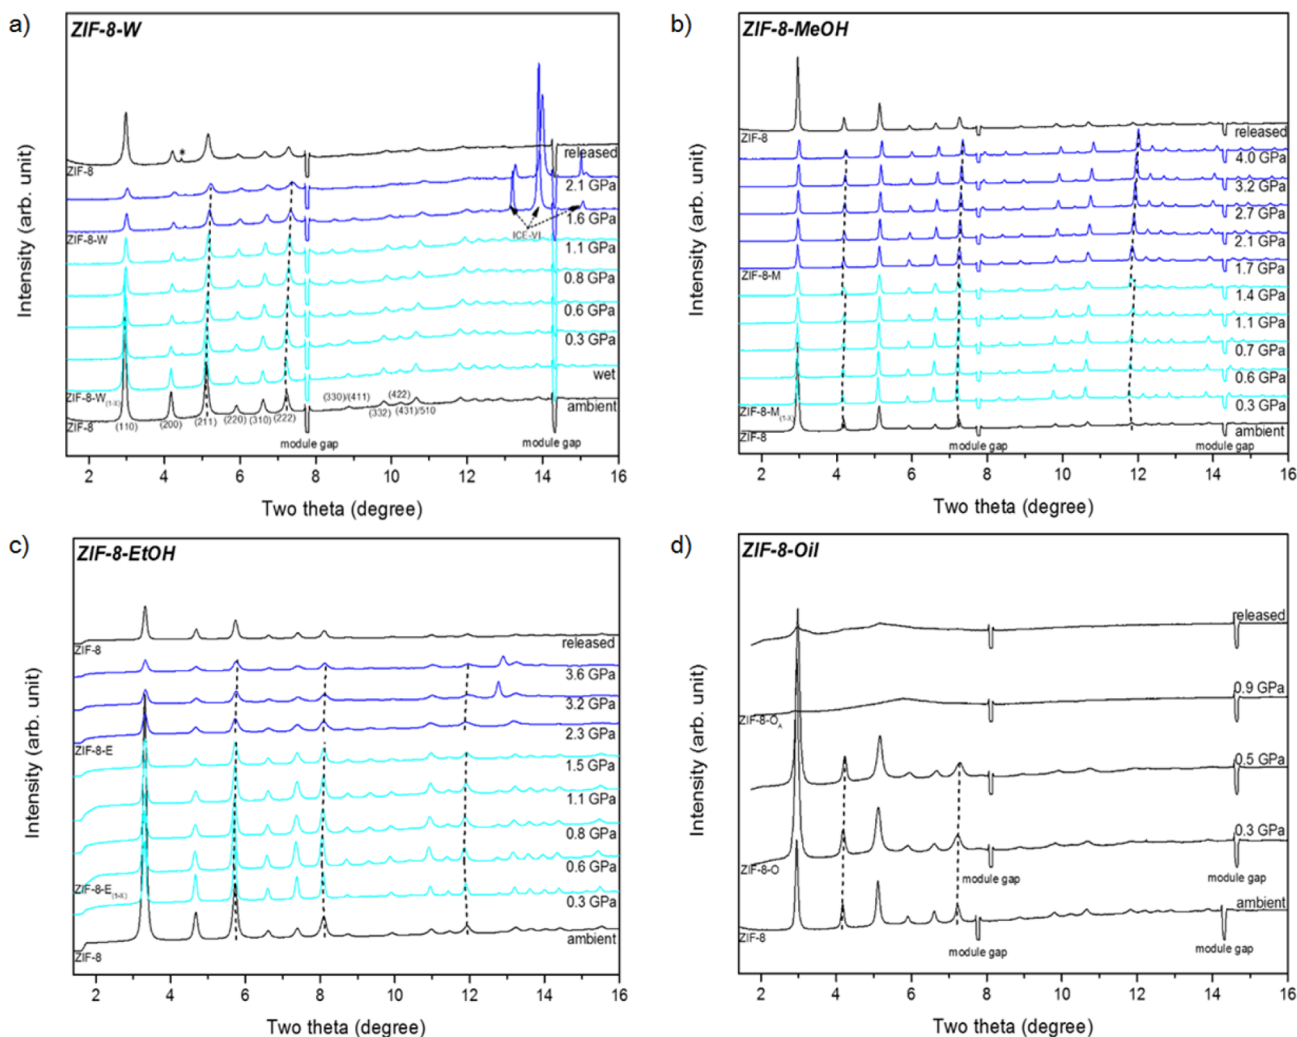 a)
ZIF-8-W
Intensity (arb. unit)
*
ZIF-8
released
2.1 GPa
ZIF-8-W
1.6 GPa
ICE-VI
1.1 GPa
0.8 GPa
0.6 GPa
0.3 GPa
wet
ZIF-8-W(1-X)
ambient
ZIF-8
(110)
(200)
(211)
(220)
(310)
(222)
(330)/(411)
(332)
(422)
(431)/510
module gap
module gap
2 4 6 8 10 12 14 16
Two theta (degree)
b)
ZIF-8-MeOH
Intensity (arb. unit)
ZIF-8
released
4.0 GPa
3.2 GPa
2.7 GPa
2.1 GPa
ZIF-8-M
1.7 GPa
1.4 GPa
1.1 GPa
0.7 GPa
0.6 GPa
ZIF-8-M(1-X)
0.3 GPa
ZIF-8
ambient
module gap
module gap
2 4 6 8 10 12 14 16
Two theta (degree)
c)
ZIF-8-EtOH
Intensity (arb. unit)
ZIF-8
released
3.6 GPa
3.2 GPa
ZIF-8-E
2.3 GPa
1.5 GPa
1.1 GPa
0.8 GPa
0.6 GPa
ZIF-8-E(1-X)
0.3 GPa
ambient
ZIF-8
2 4 6 8 10 12 14 16
Two theta (degree)
d)
ZIF-8-Oil
Intensity (arb. unit)
released
0.9 GPa
ZIF-8-OA
0.5 GPa
0.3 GPa
ZIF-8-O
module gap
module gap
ambient
ZIF-8
module gap
module gap
2 4 6 8 10 12 14 16
Two theta (degree)